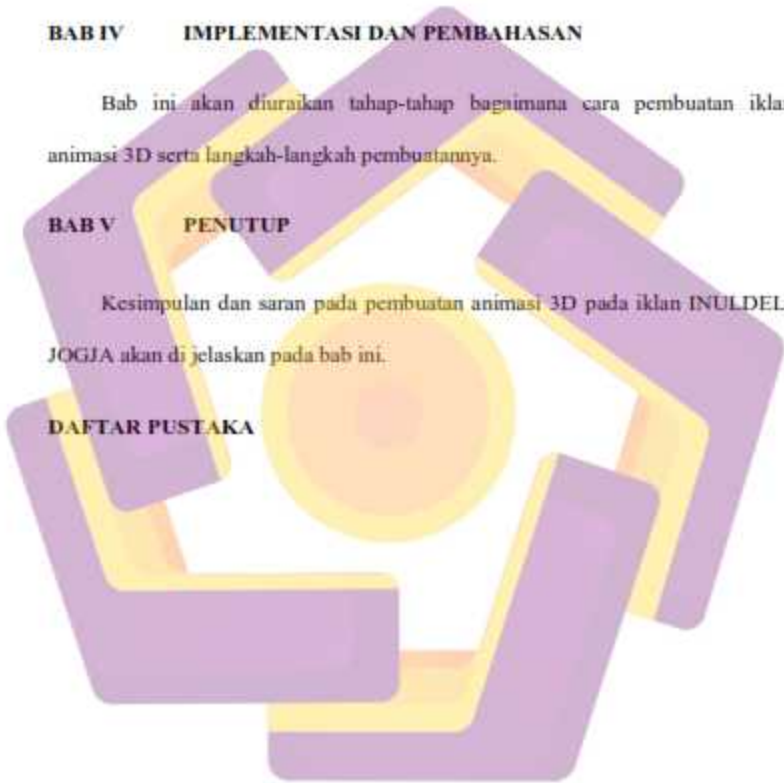 BAB IV IMPLEMENTASI DAN PEMBAHASAN
Bab ini akan diuraikan tahap-tahap bagaimana cara pembuatan iklan
animasi 3D serta langkah-langkah pembuatannya.
BAB V PENUTUP
Kesimpulan dan saran pada pembuatan animasi 3D pada iklan INULDEL
JOGJA akan di jelaskan pada bab ini.
DAFTAR PUSTAKA